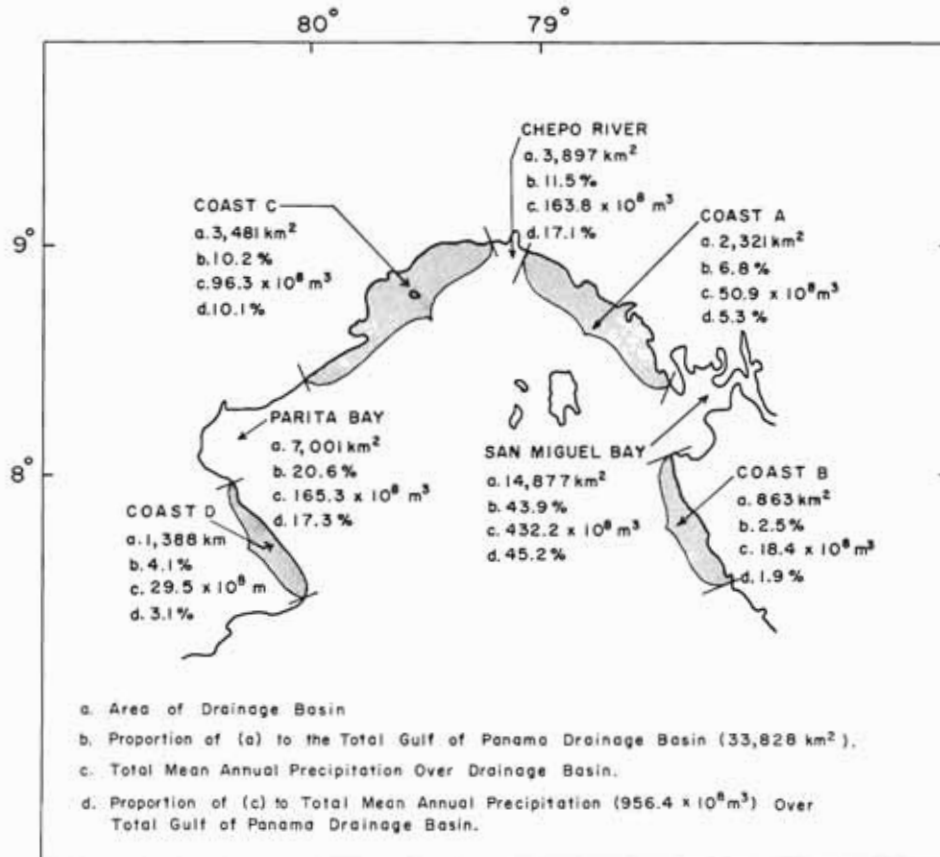 80°
79°
9°
8°
CHEPO RIVER
a. 3,897 km²
b. 11.5%
c. 163.8 x 10⁸ m³
d. 17.1%
COAST C
a. 3,481 km²
b. 10.2%
c. 96.3 x 10⁸ m³
d. 10.1%
COAST A
a. 2,321 km²
b. 6.8%
c. 50.9 x 10⁸ m³
d. 5.3%
PARITA BAY
a. 7,001 km²
b. 20.6%
c. 165.3 x 10⁸ m³
d. 17.3%
SAN MIGUEL BAY
a. 14,877 km²
b. 43.9%
c. 432.2 x 10⁸ m³
d. 45.2%
COAST B
a. 863 km²
b. 2.5%
c. 18.4 x 10⁸ m³
d. 1.9%
COAST D
a. 1,388 km
b. 4.1%
c. 29.5 x 10⁸ m
d. 3.1%
a. Area of Drainage Basin
b. Proportion of (a) to the Total Gulf of Panama Drainage Basin (33,828 km²).
c. Total Mean Annual Precipitation Over Drainage Basin.
d. Proportion of (c) to Total Mean Annual Precipitation (956.4 x 10⁸ m³) Over
Total Gulf of Panama Drainage Basin.